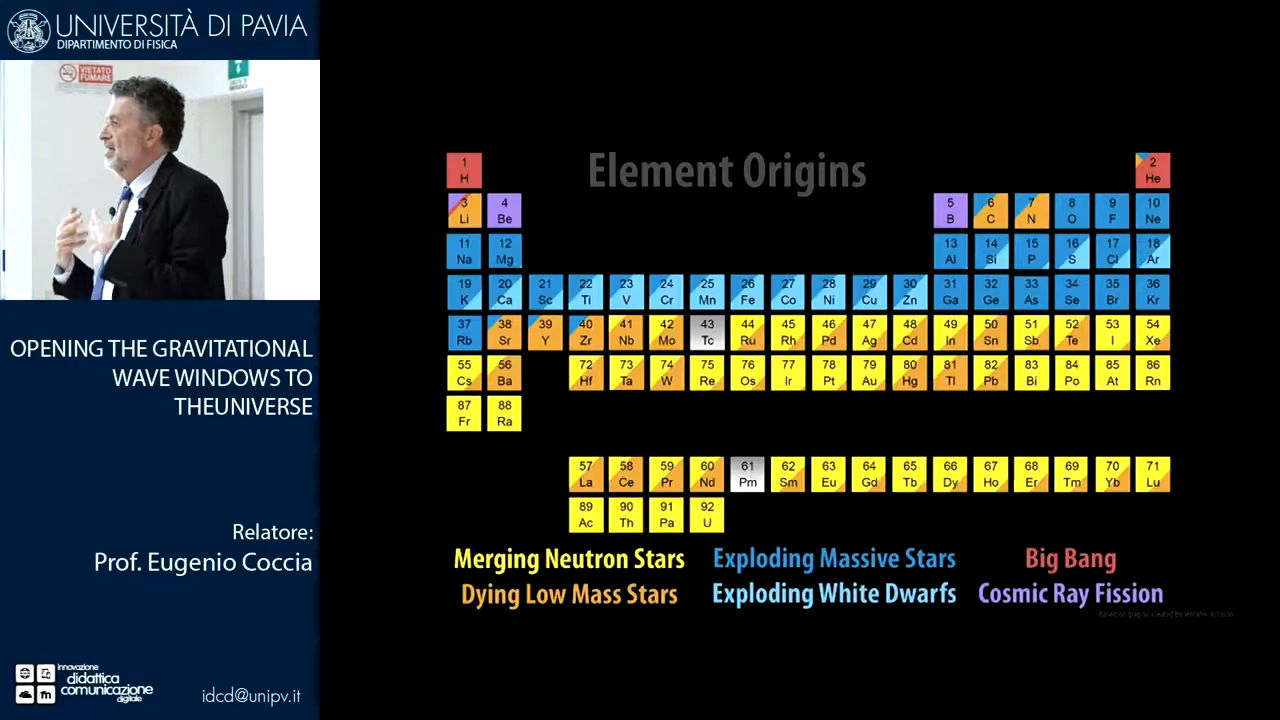 UNIVERSITÀ DI PAVIA
DIPARTIMENTO DI FISICA
VIETATO
FUMARE
OPENING THE GRAVITATIONAL
WAVE WINDOWS TO
THEUNIVERSE
Relatore:
Prof. Eugenio Coccia
innovazione
didattica
comunicazione
digitale
idcd@unipv.it
Element Origins
1 2
H He
3 4 5 6 7 8 9 10
Li Be B C N O F Ne
11 12 13 14 15 16 17 18
Na Mg Al Si P S Cl Ar
19 20 21 22 23 24 25 26 27 28 29 30 31 32 33 34 35 36
K Ca Sc Ti V Cr Mn Fe Co Ni Cu Zn Ga Ge As Se Br Kr
37 38 39 40 41 42 43 44 45 46 47 48 49 50 51 52 53 54
Rb Sr Y Zr Nb Mo Tc Ru Rh Pd Ag Cd In Sn Sb Te I Xe
55 56 72 73 74 75 76 77 78 79 80 81 82 83 84 85 86
Cs Ba Hf Ta W Re Os Ir Pt Au Hg Tl Pb Bi Po At Rn
87 88
Fr Ra
57 58 59 60 61 62 63 64 65 66 67 68 69 70 71
La Ce Pr Nd Pm Sm Eu Gd Tb Dy Ho Er Tm Yb Lu
89 90 91 92
Ac Th Pa U
Merging Neutron Stars Exploding Massive Stars Big Bang
Dying Low Mass Stars Exploding White Dwarfs Cosmic Ray Fission
Based on graphic created by Jennifer Johnson